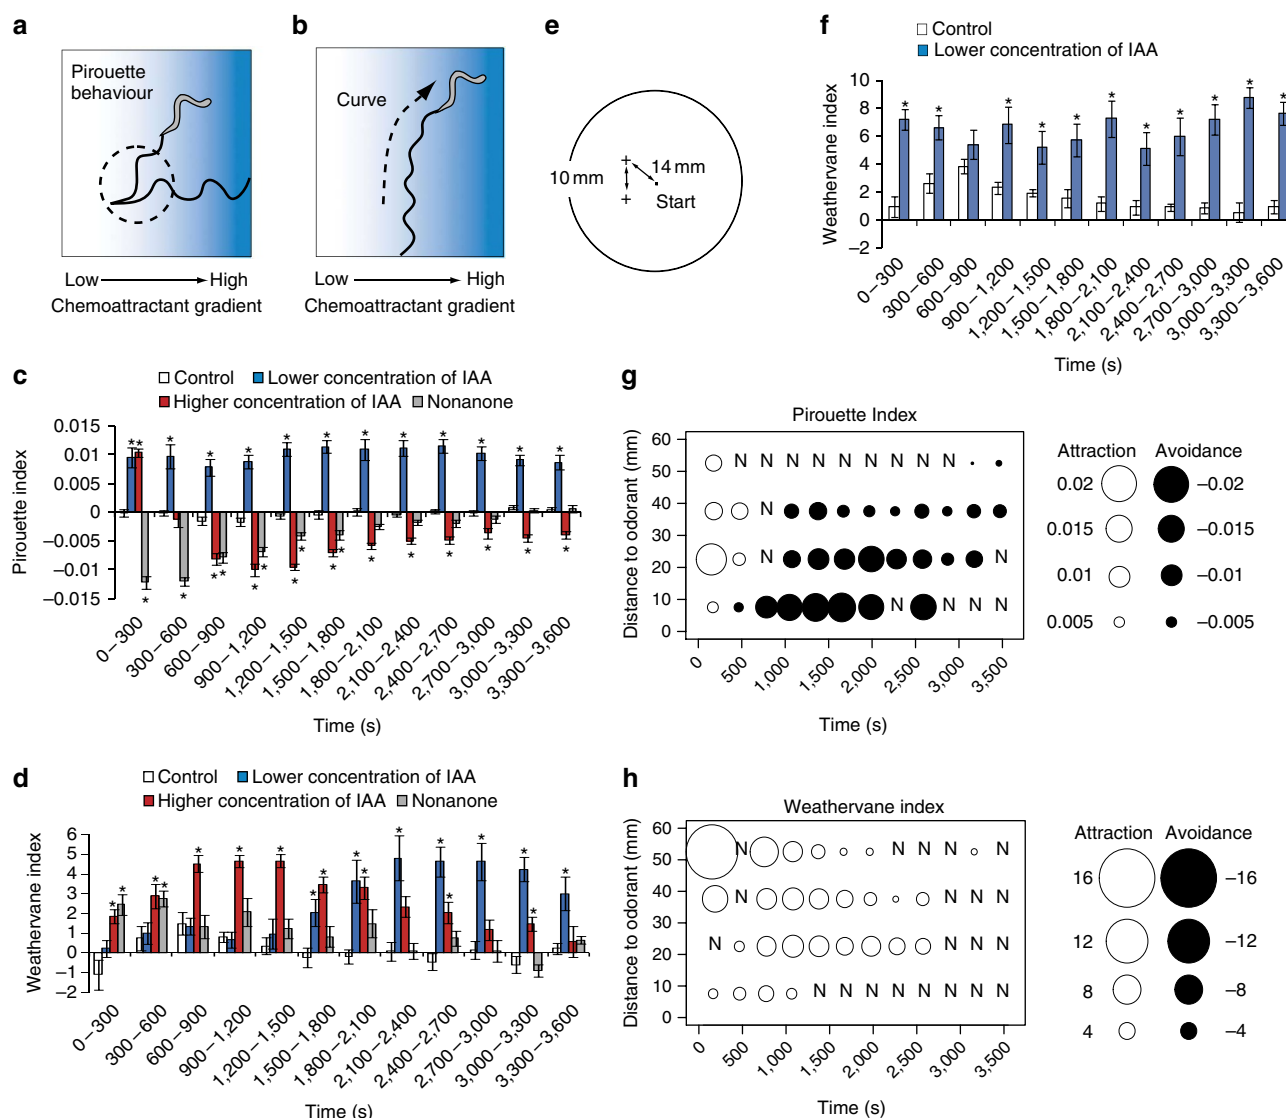 a
Pirouette
behaviour
Low High
Chemoattractant gradient
b
Curve
Low High
Chemoattractant gradient
e
14 mm
10 mm
Start
f
Control
Lower concentration of IAA
Weathervane index
10
8
6
4
2
0
−2
* * * * * * * * * * *
0–300
300–600
600–900
900–1,200
1,200–1,500
1,500–1,800
1,800–2,100
2,100–2,400
2,400–2,700
2,700–3,000
3,000–3,300
3,300–3,600
Time (s)
c
Control Lower concentration of IAA
Higher concentration of IAA Nonanone
Pirouette index
0.015
0.01
0.005
0
−0.005
−0.01
−0.015
0–300
300–600
600–900
900–1,200
1,200–1,500
1,500–1,800
1,800–2,100
2,100–2,400
2,400–2,700
2,700–3,000
3,000–3,300
3,300–3,600
Time (s)
d
Control Lower concentration of IAA
Higher concentration of IAA Nonanone
Weathervane index
6
5
4
3
2
1
0
−1
−2
0–300
300–600
600–900
900–1,200
1,200–1,500
1,500–1,800
1,800–2,100
2,100–2,400
2,400–2,700
2,700–3,000
3,000–3,300
3,300–3,600
Time (s)
g
Pirouette Index
Distance to odorant (mm)
60
50
40
30
20
10
0
N N N N N N N N N
N
N N
N N N
0
500
1,000
1,500
2,000
2,500
3,000
3,500
Time (s)
Attraction Avoidance
0.02 −0.02
0.015 −0.015
0.01 −0.01
0.005 −0.005
h
Weathervane index
Distance to odorant (mm)
60
50
40
30
20
10
0
N N N N N
N N N N
N N N N
N N N N N N N N
0
500
1,000
1,500
2,000
2,500
3,000
3,500
Time (s)
Attraction Avoidance
16 −16
12 −12
8 −8
4 −4